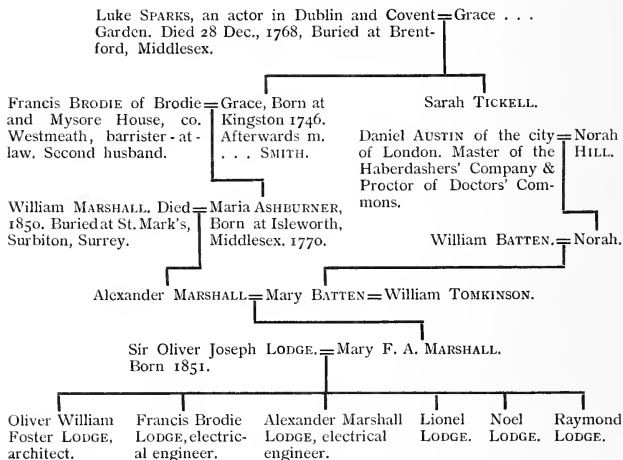 Luke SPARKS, an actor in Dublin and Covent = Grace . . .
Garden. Died 28 Dec., 1768, Buried at Brent-
ford, Middlesex.
Francis BRODIE of Brodie = Grace, Born at
and Mysore House, co. Kingston 1746.
Westmeath, barrister-at- Afterwards m.
law. Second husband. . . . SMITH.
Sarah TICKELL.
Daniel AUSTIN of the city = Norah
of London. Master of the HILL.
Haberdashers' Company &
Proctor of Doctors' Com-
mons.
William MARSHALL. Died = Maria ASHBURNER,
1850. Buried at St. Mark's, Born at Isleworth,
Surbiton, Surrey. Middlesex. 1770.
William BATTEN. = Norah.
Alexander MARSHALL = Mary BATTEN = William TOMKINSON.
Sir Oliver Joseph LODGE. = Mary F. A. MARSHALL.
Born 1851.
Oliver William
Foster LODGE,
architect.
Francis Brodie
LODGE, electric-
al engineer.
Alexander Marshall
LODGE, electrical
engineer.
Lionel
LODGE.
Noel
LODGE.
Raymond
LODGE.